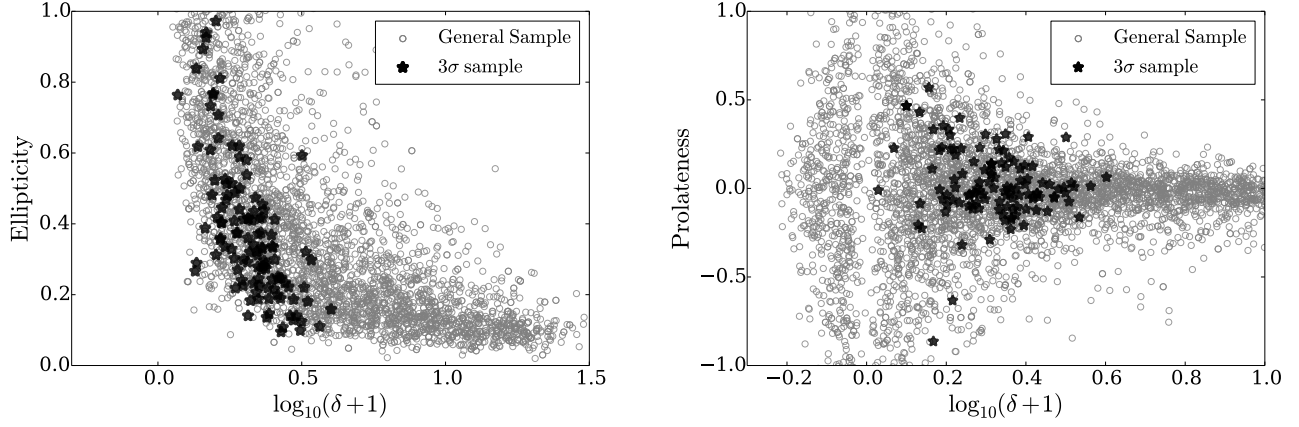 1.0
0.8
0.6
0.4
0.2
0.0
Ellipticity
0.0 0.5 1.0 1.5
log₁₀(δ+1)
General Sample
3σ sample
1.0
0.5
0.0
−0.5
−1.0
Prolateness
−0.2 0.0 0.2 0.4 0.6 0.8 1.0
log₁₀(δ+1)
General Sample
3σ sample